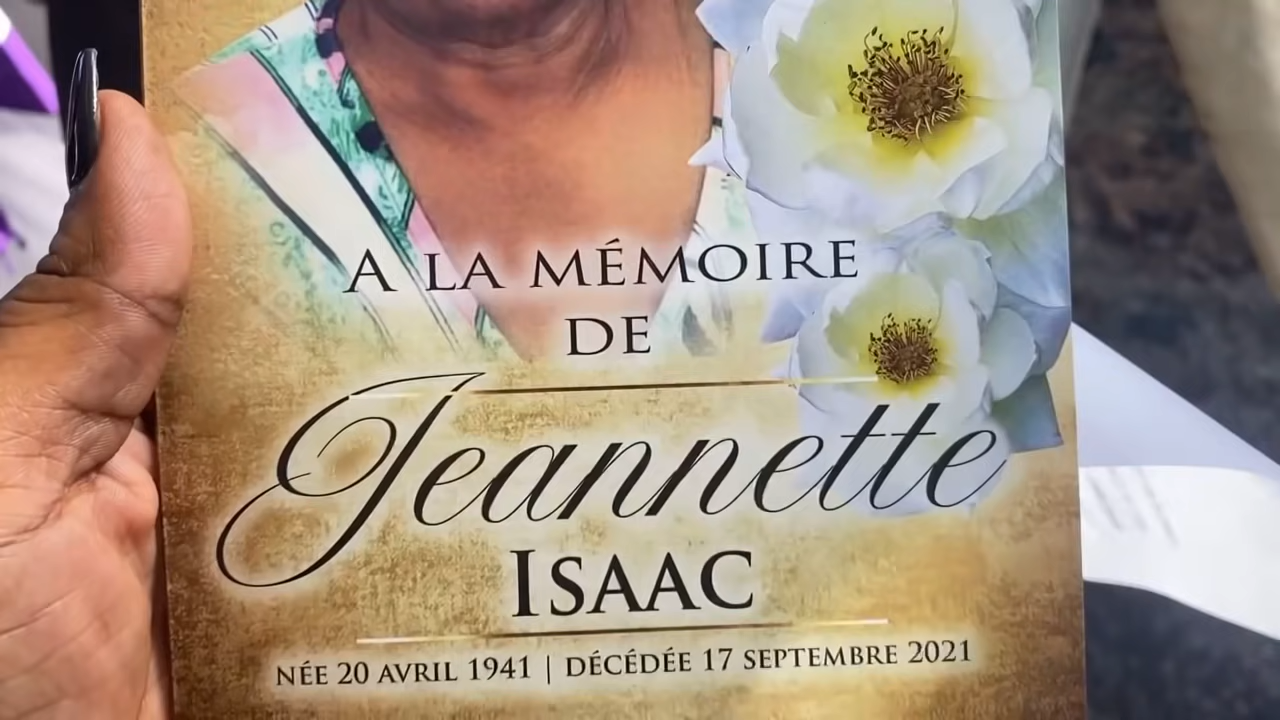 A LA MÉMOIRE
DE
Jeannette
ISAAC
NÉE 20 AVRIL 1941 | DÉCÉDÉE 17 SEPTEMBRE 2021